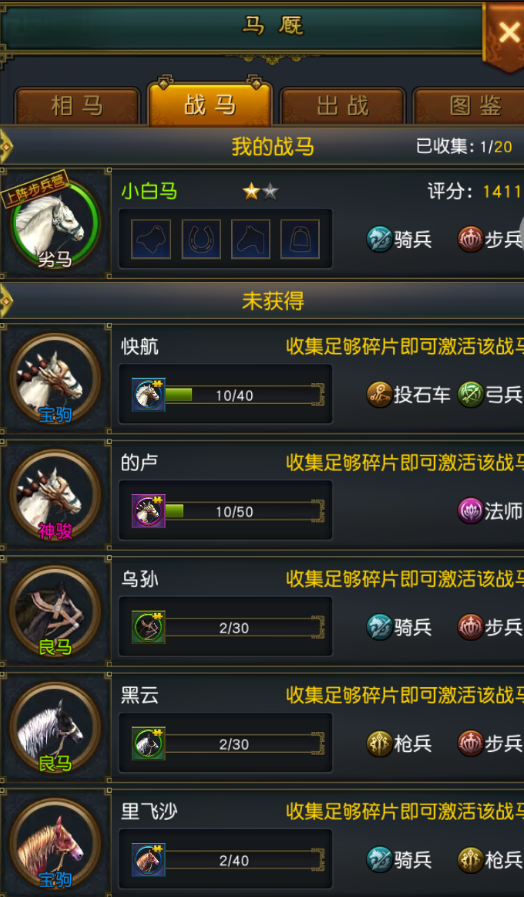 马厩
相马 战马 出战 图鉴
我的战马 已收集: 1/20
上阵步兵营
小白马 评分: 1411
劣马 骑兵 步兵
未获得
快航 收集足够碎片即可激活该战马
10/40 投石车 弓兵
宝驹
的卢 收集足够碎片即可激活该战马
10/50 法师
神骏
乌孙 收集足够碎片即可激活该战马
2/30 骑兵 步兵
良马
黑云 收集足够碎片即可激活该战马
2/30 枪兵 步兵
良马
里飞沙 收集足够碎片即可激活该战马
2/40 骑兵 枪兵
宝驹